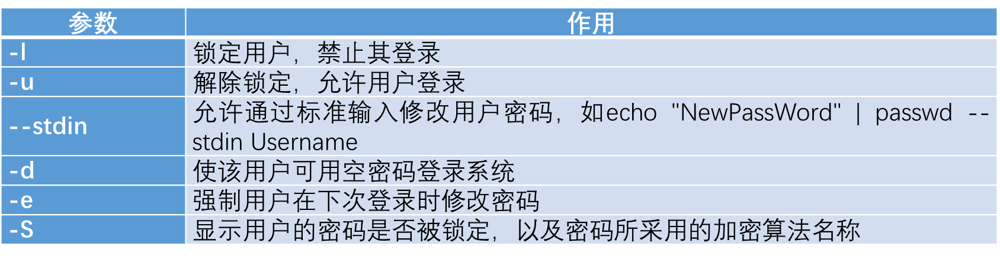 参数 作用
-l 锁定用户，禁止其登录
-u 解除锁定，允许用户登录
--stdin 允许通过标准输入修改用户密码，如echo "NewPassWord" | passwd --
stdin Username
-d 使该用户可用空密码登录系统
-e 强制用户在下次登录时修改密码
-S 显示用户的密码是否被锁定，以及密码所采用的加密算法名称